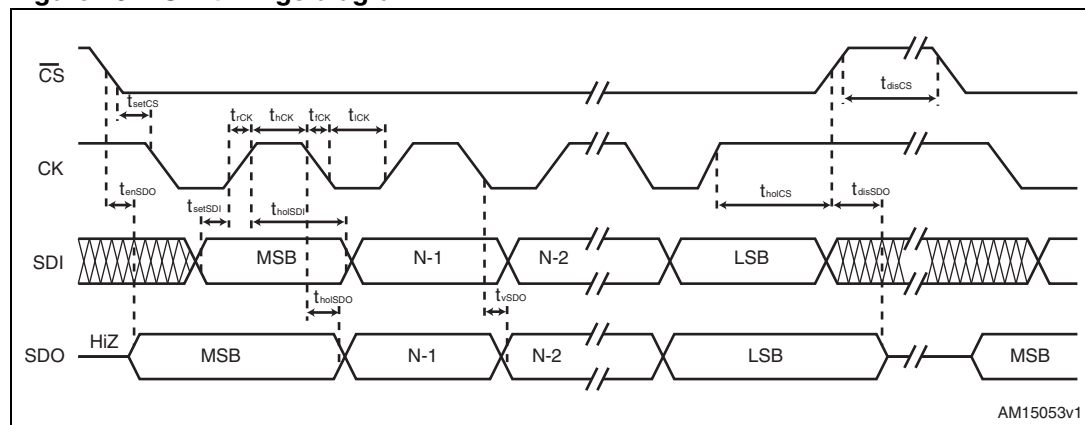 CS
tsetCS
trCK thCK tfCK tlCK
tdisCS
CK
tenSDO
tsetSDI
tholSDI
tholCS
tdisSDO
SDI
MSB
N-1
N-2
LSB
tholSDO
tvSDO
HiZ
SDO
MSB
N-1
N-2
LSB
MSB
AM15053v1